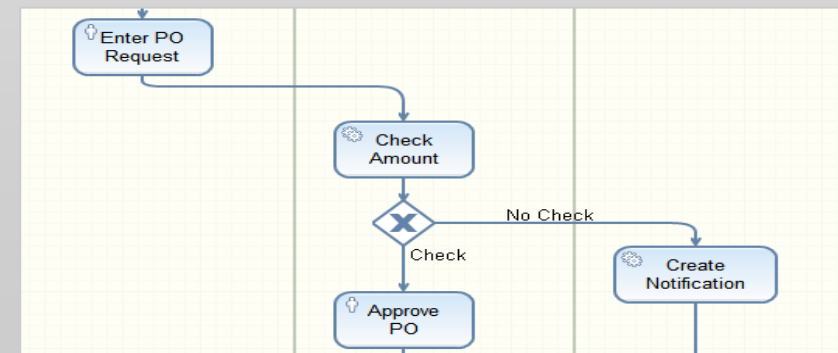 Enter PO
Request
Check
Amount
No Check
Check
Create
Notification
Approve
PO